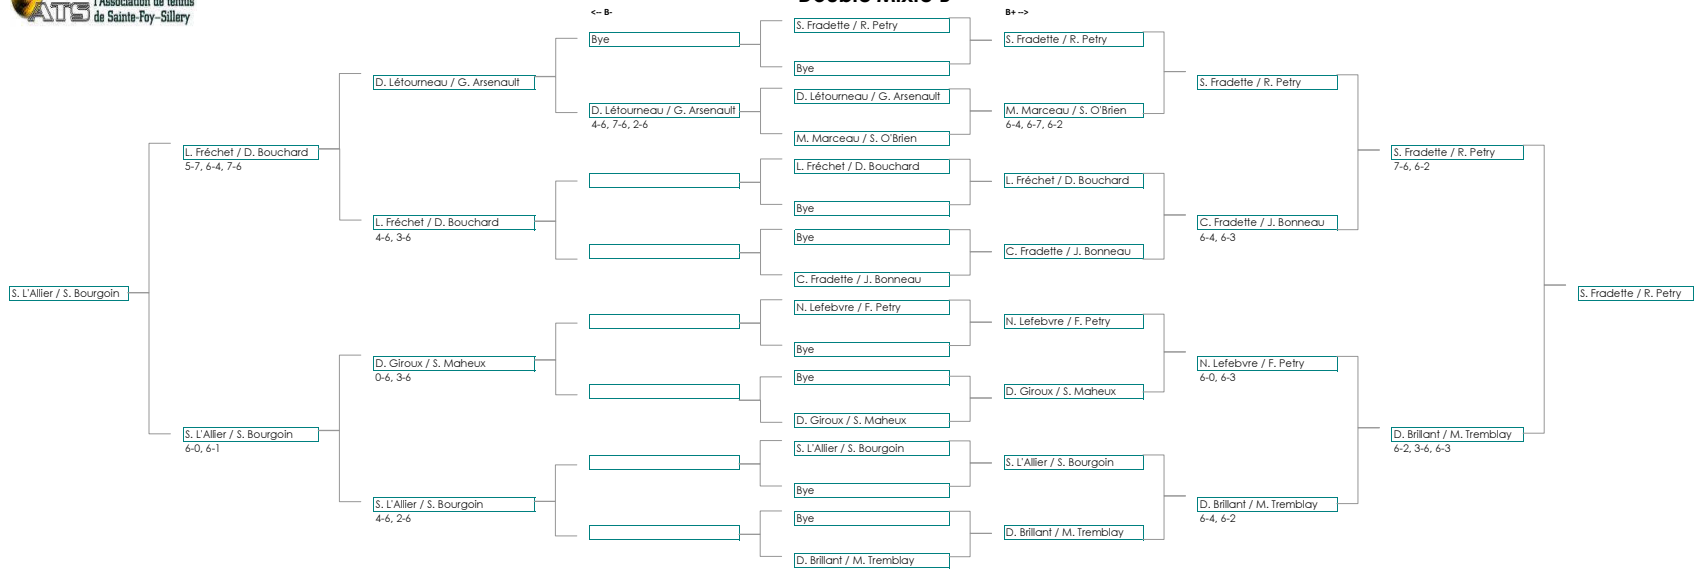 l'Association de tennis
ATS de Sainte-Foy-Sillery
Double Mixte B
<-- B-
B+ -->
S. L'Allier / S. Bourgoin
L. Fréchet / D. Bouchard
5-7, 6-4, 7-6
S. L'Allier / S. Bourgoin
6-0, 6-1
D. Létourneau / G. Arsenault
L. Fréchet / D. Bouchard
4-6, 3-6
D. Giroux / S. Maheux
0-6, 3-6
S. L'Allier / S. Bourgoin
4-6, 2-6
Bye
D. Létourneau / G. Arsenault
4-6, 7-6, 2-6
S. Fradette / R. Petry
Bye
D. Létourneau / G. Arsenault
M. Marceau / S. O'Brien
L. Fréchet / D. Bouchard
Bye
Bye
C. Fradette / J. Bonneau
N. Lefebvre / F. Petry
Bye
Bye
D. Giroux / S. Maheux
S. L'Allier / S. Bourgoin
Bye
Bye
D. Brillant / M. Tremblay
S. Fradette / R. Petry
M. Marceau / S. O'Brien
6-4, 6-7, 6-2
L. Fréchet / D. Bouchard
C. Fradette / J. Bonneau
N. Lefebvre / F. Petry
D. Giroux / S. Maheux
S. L'Allier / S. Bourgoin
D. Brillant / M. Tremblay
S. Fradette / R. Petry
C. Fradette / J. Bonneau
6-4, 6-3
N. Lefebvre / F. Petry
6-0, 6-3
D. Brillant / M. Tremblay
6-4, 6-2
S. Fradette / R. Petry
7-6, 6-2
D. Brillant / M. Tremblay
6-2, 3-6, 6-3
S. Fradette / R. Petry